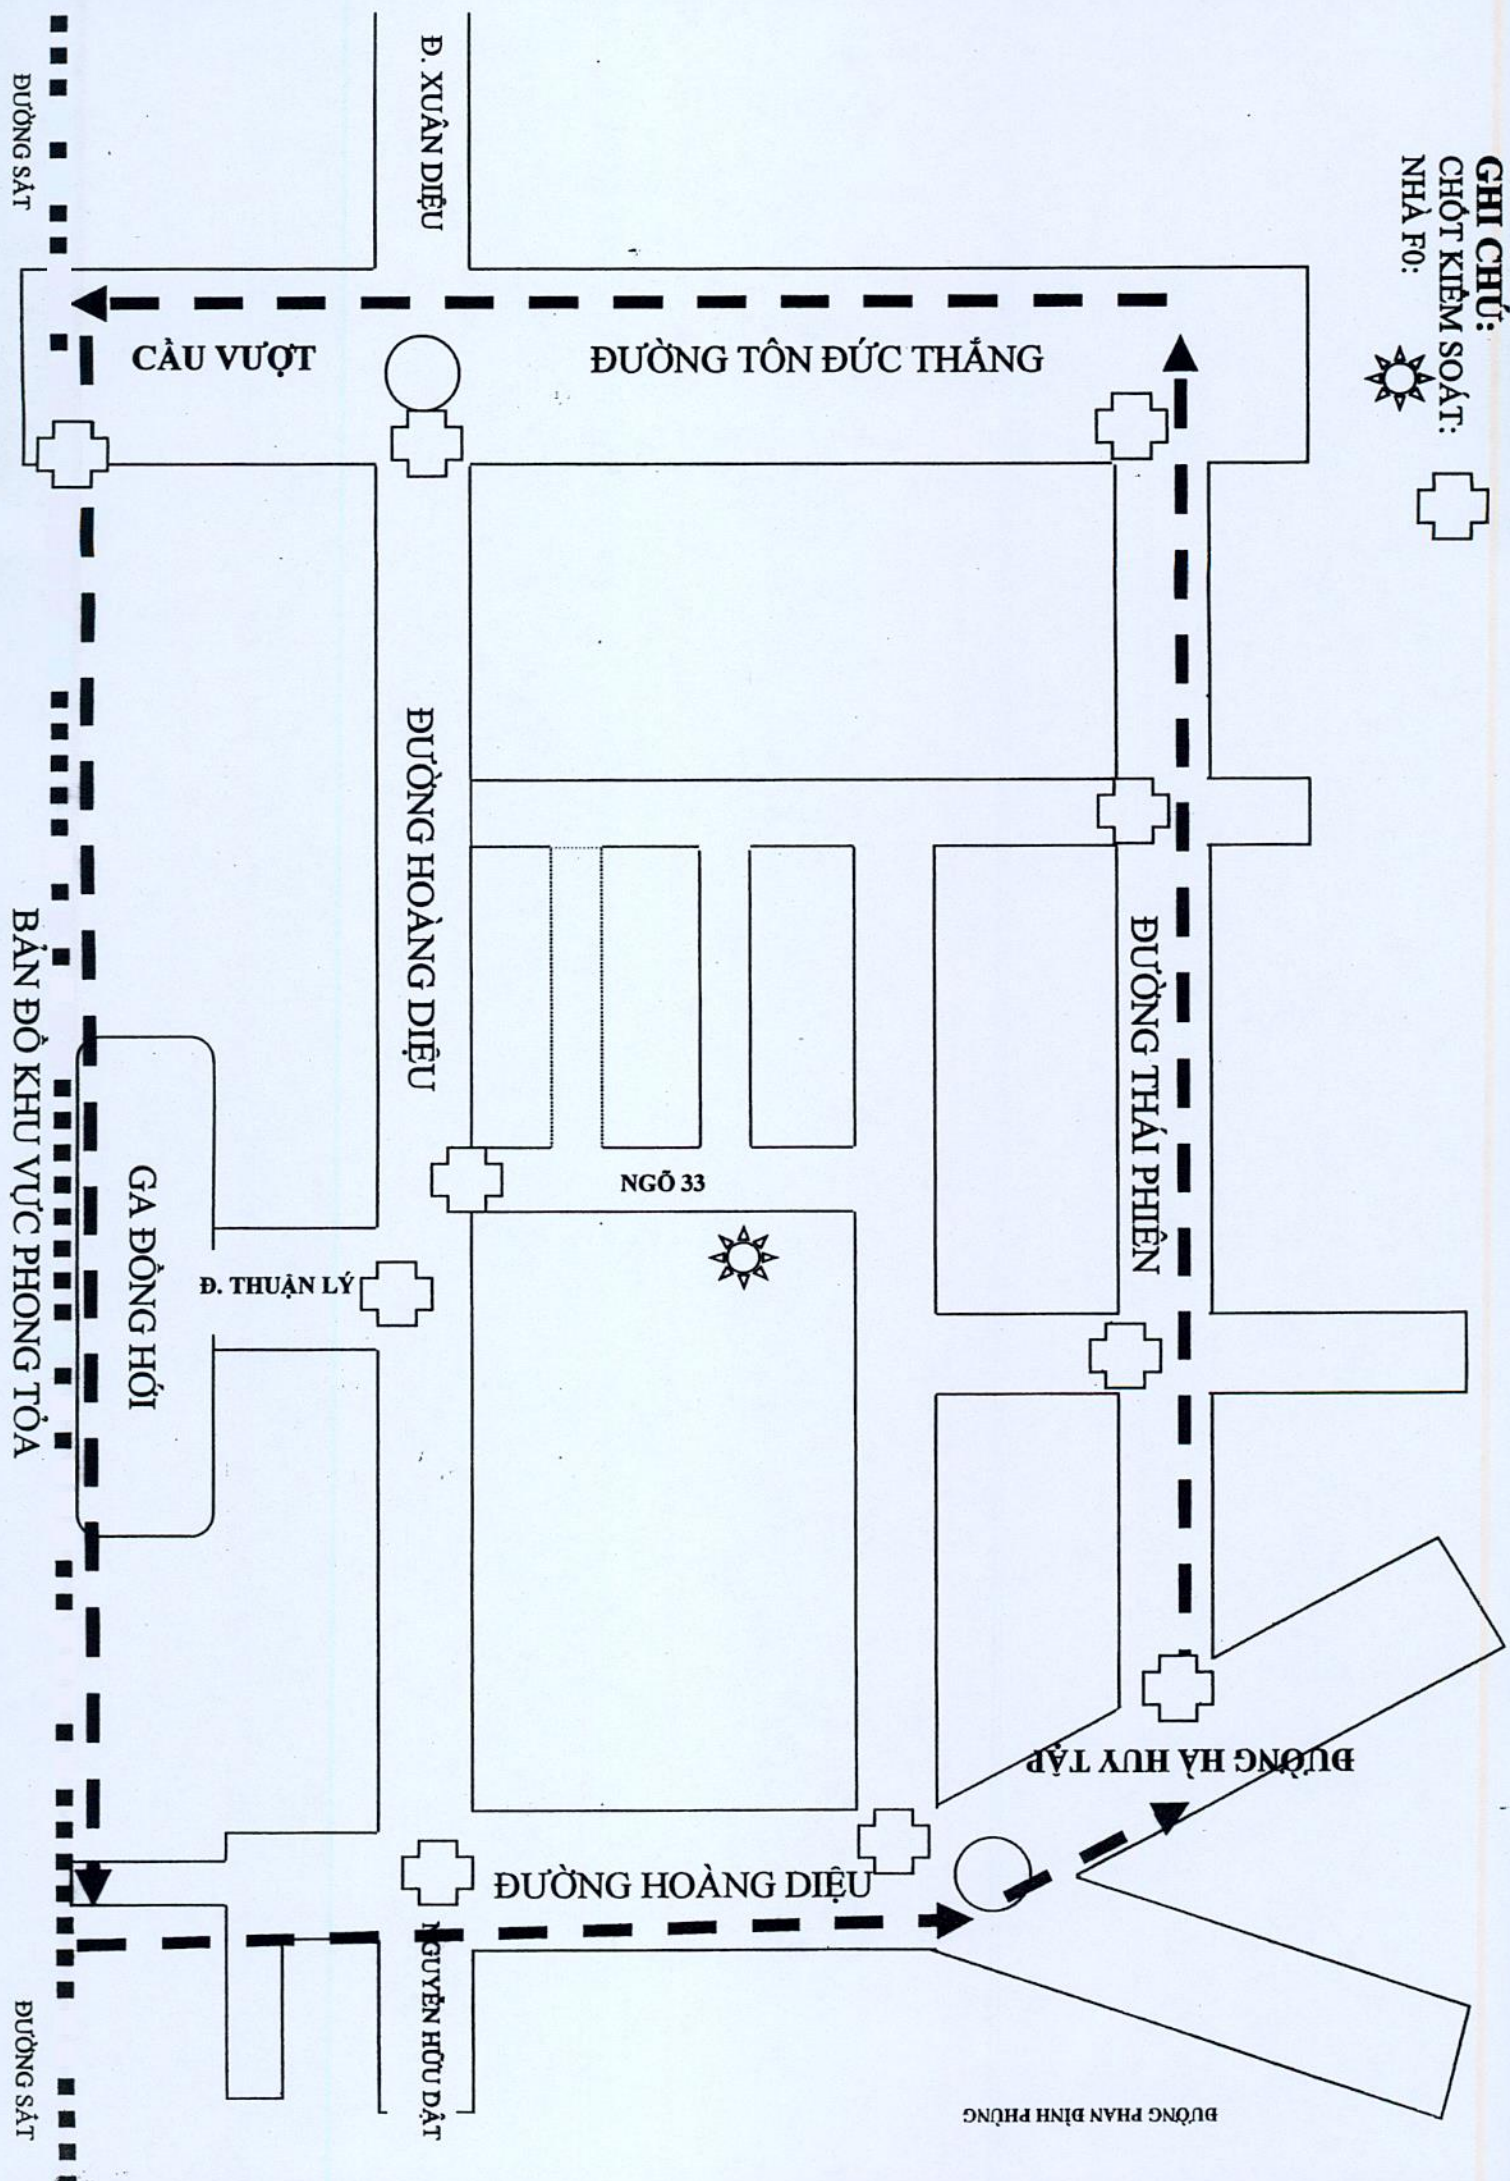 GHI CHÚ:
CHỐT KIỂM SOÁT:
NHÀ F0:
Đ. XUÂN DIỆU
ĐƯỜNG SẮT
CẦU VƯỢT
ĐƯỜNG TÔN ĐỨC THẮNG
ĐƯỜNG HOÀNG DIỆU
ĐƯỜNG THÁI PHIÊN
NGÕ 33
Đ. THUẬN LÝ
GA ĐỒNG HỚI
ĐƯỜNG HÀ HUY TẬP
ĐƯỜNG HOÀNG DIỆU
NGUYỄN HỮU DẬT
ĐƯỜNG PHAN ĐÌNH PHÙNG
ĐƯỜNG SẮT
BẢN ĐỒ KHU VỰC PHONG TỎA